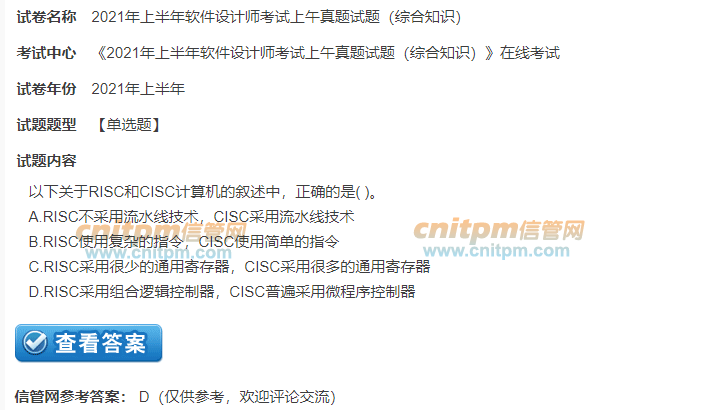 试卷名称 2021年上半年软件设计师考试上午真题试题（综合知识）
考试中心 《2021年上半年软件设计师考试上午真题试题（综合知识）》在线考试
试卷年份 2021年上半年
试题题型 【单选题】
试题内容
以下关于RISC和CISC计算机的叙述中，正确的是( )。
A.RISC不采用流水线技术，CISC采用流水线技术
B.RISC使用复杂的指令，CISC使用简单的指令
C.RISC采用很少的通用寄存器，CISC采用很多的通用寄存器
D.RISC采用组合逻辑控制器，CISC普遍采用微程序控制器
cnitpm信管网
www.cnitpm.com
cnitpm信管网
www.cnitpm.com
查看答案
信管网参考答案： D（仅供参考，欢迎评论交流）